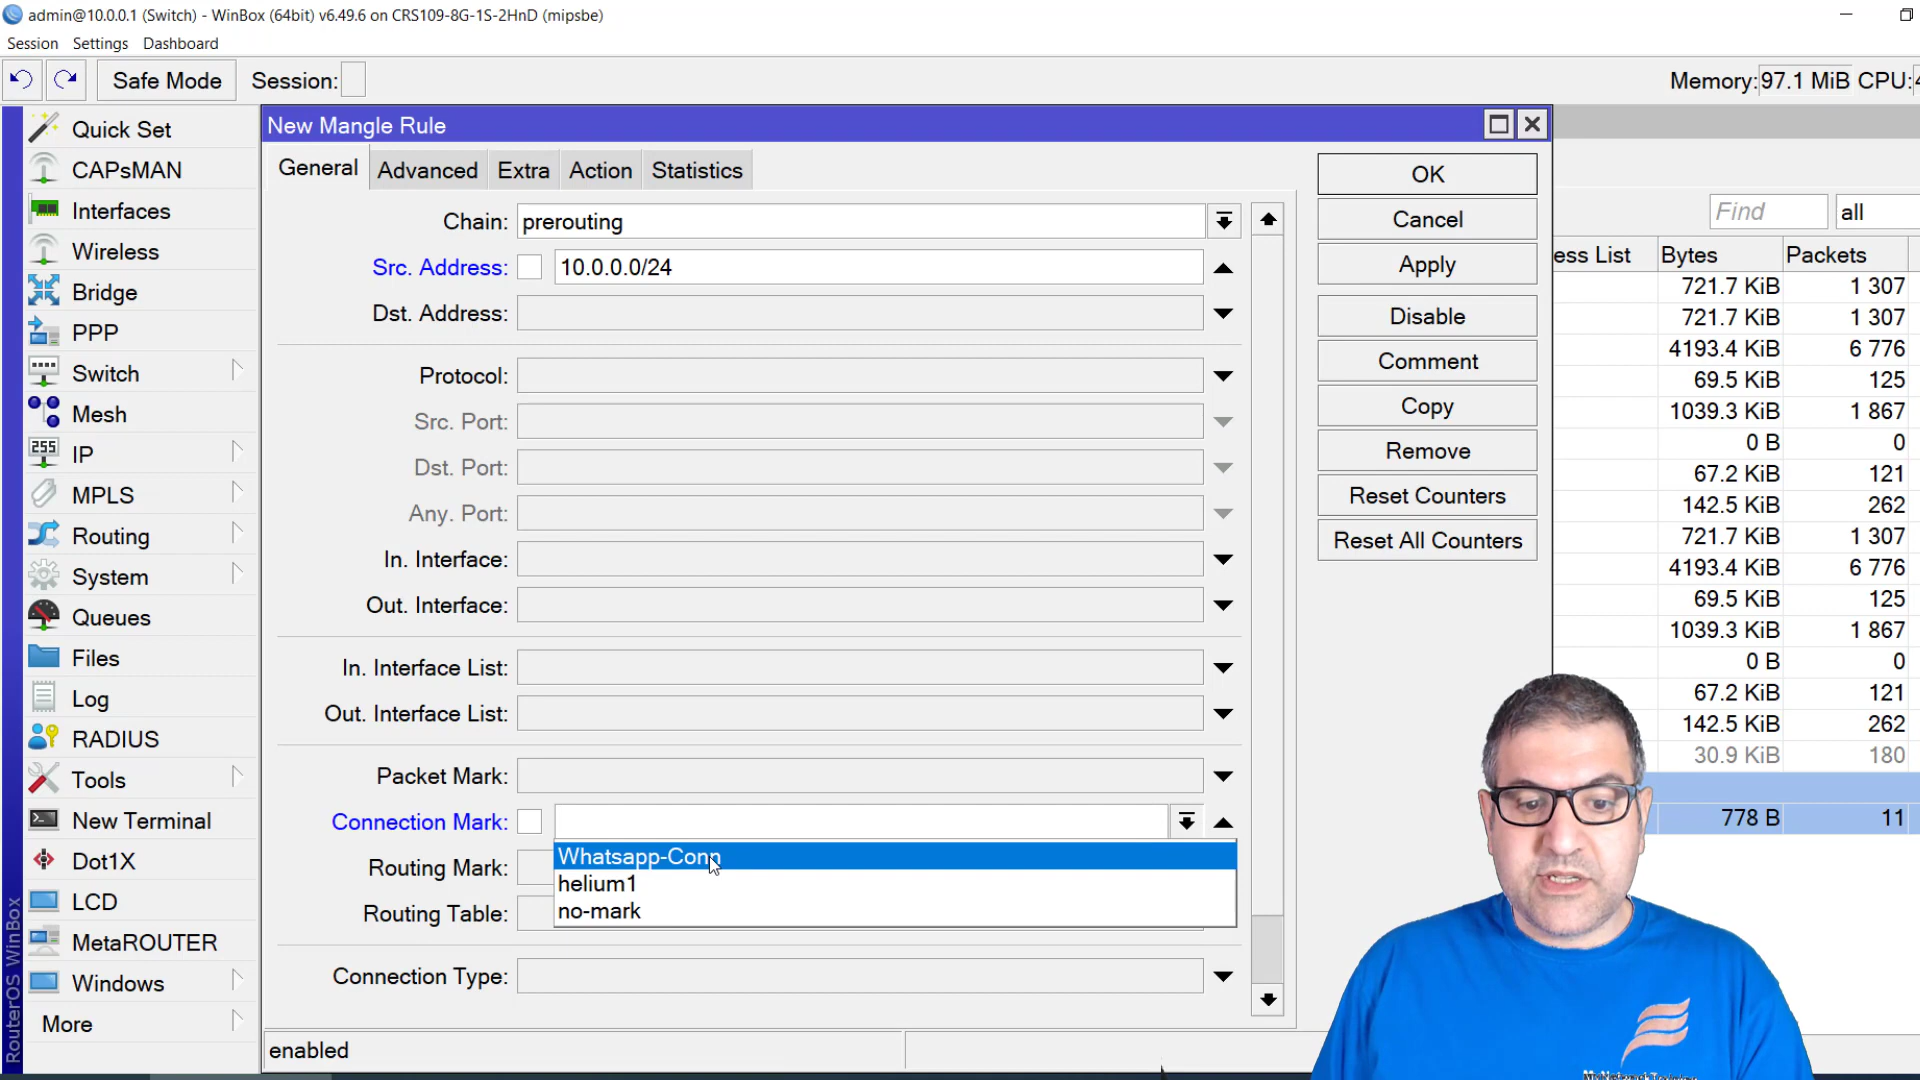 admin@10.0.0.1 (Switch) - WinBox (64bit) v6.49.6 on CRS109-8G-1S-2HnD (mipsbe)
Session Settings Dashboard
Safe Mode Session: Memory: 97.1 MiB CPU:
Quick Set
CAPsMAN
Interfaces
Wireless
Bridge
PPP
Switch
Mesh
255 IP
MPLS
Routing
System
Queues
Files
Log
RADIUS
Tools
New Terminal
Dot1X
LCD
MetaROUTER
Windows
More
RouterOS WinBox
New Mangle Rule
General Advanced Extra Action Statistics
Chain: prerouting
Src. Address: 10.0.0.0/24
Dst. Address:
Protocol:
Src. Port:
Dst. Port:
Any. Port:
In. Interface:
Out. Interface:
In. Interface List:
Out. Interface List:
Packet Mark:
Connection Mark:
Whatsapp-Conn
helium1
no-mark
Routing Mark:
Routing Table:
Connection Type:
enabled
OK
Cancel
Apply
Disable
Comment
Copy
Remove
Reset Counters
Reset All Counters
Find all
ess List Bytes Packets
721.7 KiB 1 307
721.7 KiB 1 307
4193.4 KiB 6 776
69.5 KiB 125
1039.3 KiB 1 867
0 B 0
67.2 KiB 121
142.5 KiB 262
721.7 KiB 1 307
4193.4 KiB 6 776
69.5 KiB 125
1039.3 KiB 1 867
0 B 0
67.2 KiB 121
142.5 KiB 262
30.9 KiB 180
778 B 11